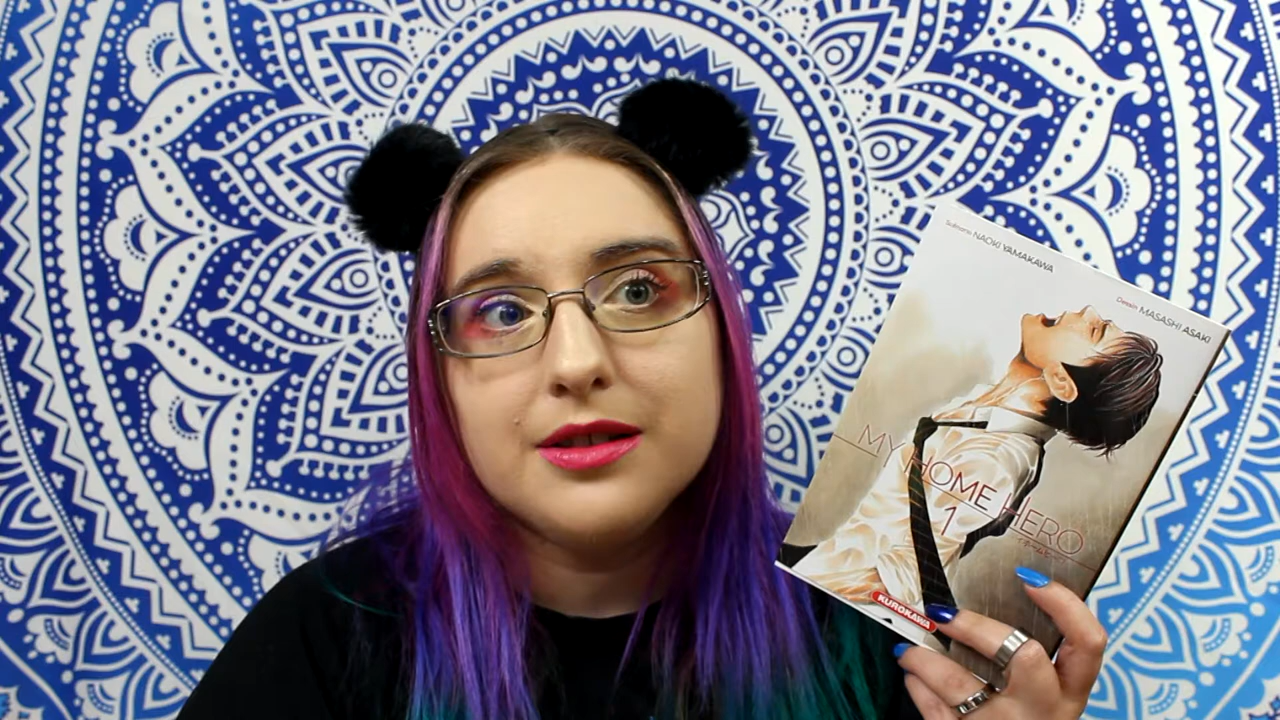 Scénario NAOKI YAMAKAWA
Dessin MASASHI ASAKI
MY HOME HERO
1
KUROKAWA